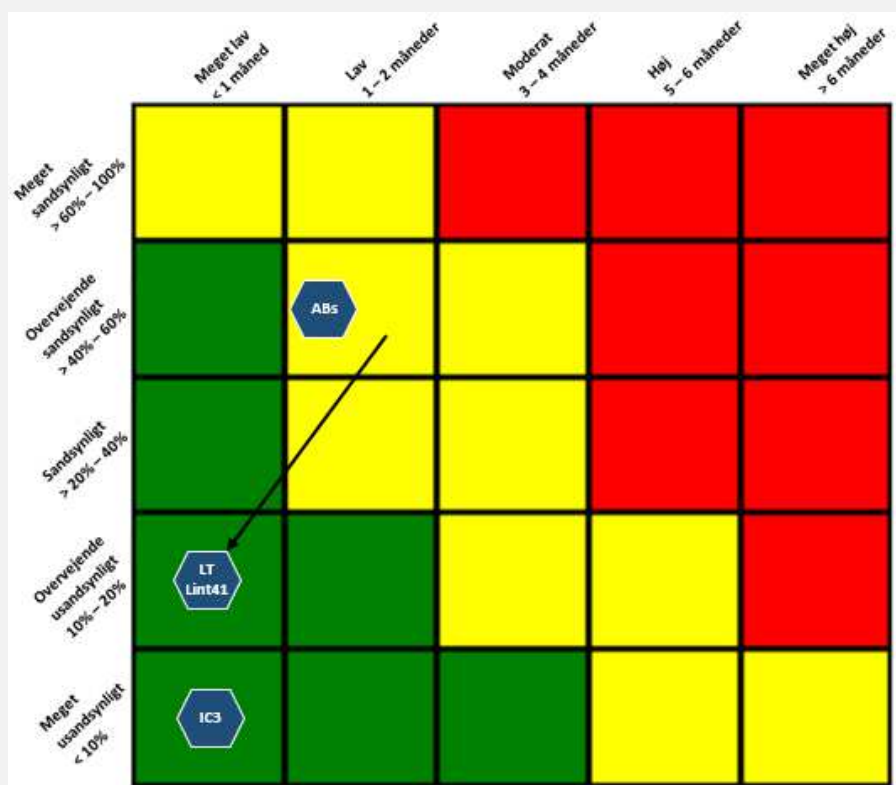 Meget lav
< 1 måned
Lav
1 – 2 måneder
Moderat
3 – 4 måneder
Høj
5 – 6 måneder
Meget høj
> 6 måneder
Meget
sandsynligt
> 60% – 100%
Overvejende
sandsynligt
> 40% – 60%
ABs
Sandsynligt
> 20% – 40%
Overvejende
usandsynligt
10% – 20%
LT
Lint41
Meget
usandsynligt
< 10%
IC3